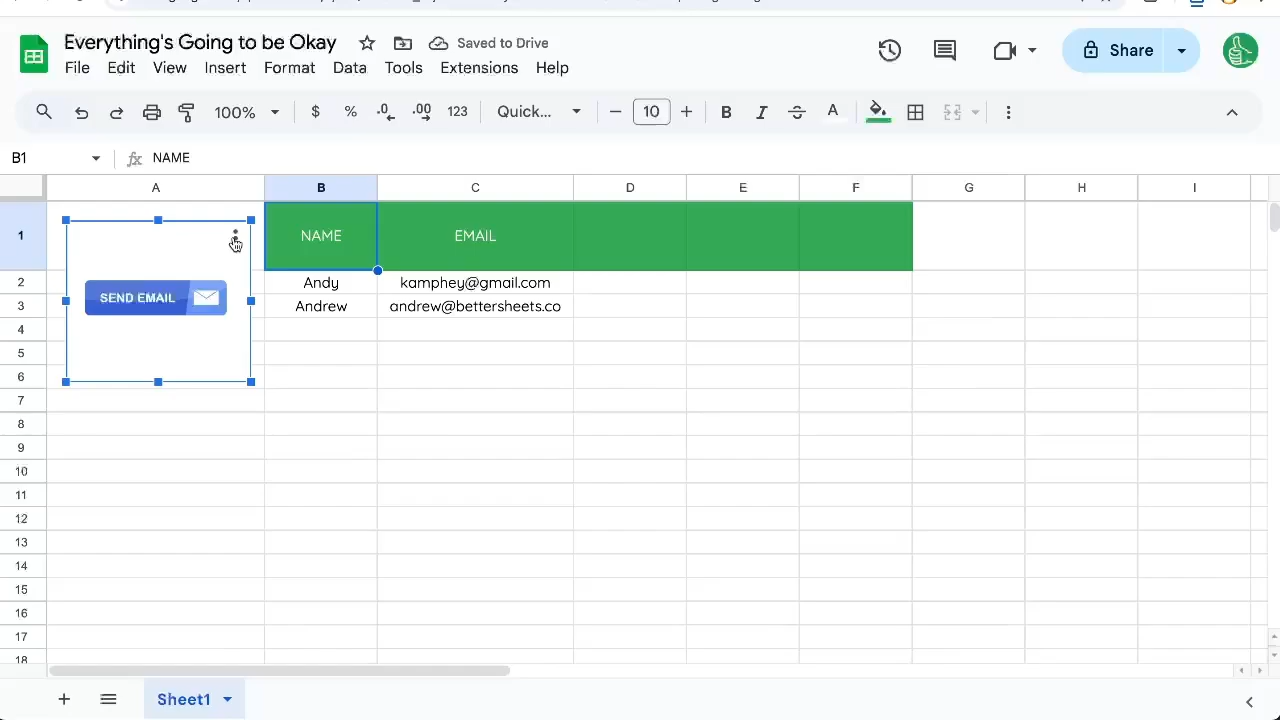 Everything's Going to be Okay
Saved to Drive
File Edit View Insert Format Data Tools Extensions Help
Share
100% $ % .0 .00 123 Quick... 10 B I A
B1 fx NAME
A B C D E F G H I
1 NAME EMAIL
SEND EMAIL
2 Andy kamphey@gmail.com
3 Andrew andrew@bettersheets.co
4
5
6
7
8
9
10
11
12
13
14
15
16
17
18
Sheet1